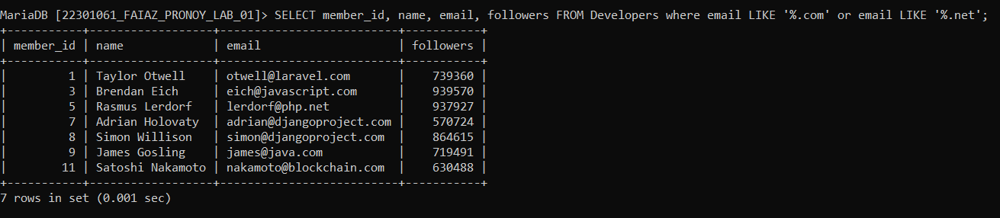 MariaDB [22301061_FAIAZ_PRONOY_LAB_01]> SELECT member_id, name, email, followers FROM Developers where email LIKE '%.com' or email LIKE '%.net';
+-----------+-----------------+-------------------------+-----------+
| member_id | name            | email                   | followers |
+-----------+-----------------+-------------------------+-----------+
|         1 | Taylor Otwell   | otwell@laravel.com      |    739360 |
|         3 | Brendan Eich    | eich@javascript.com     |    939570 |
|         5 | Rasmus Lerdorf  | lerdorf@php.net         |    937927 |
|         7 | Adrian Holovaty | adrian@djangoproject.com |    570724 |
|         8 | Simon Willison  | simon@djangoproject.com |    864615 |
|         9 | James Gosling   | james@java.com          |    719491 |
|        11 | Satoshi Nakamoto | nakamoto@blockchain.com |    630488 |
+-----------+-----------------+-------------------------+-----------+
7 rows in set (0.001 sec)